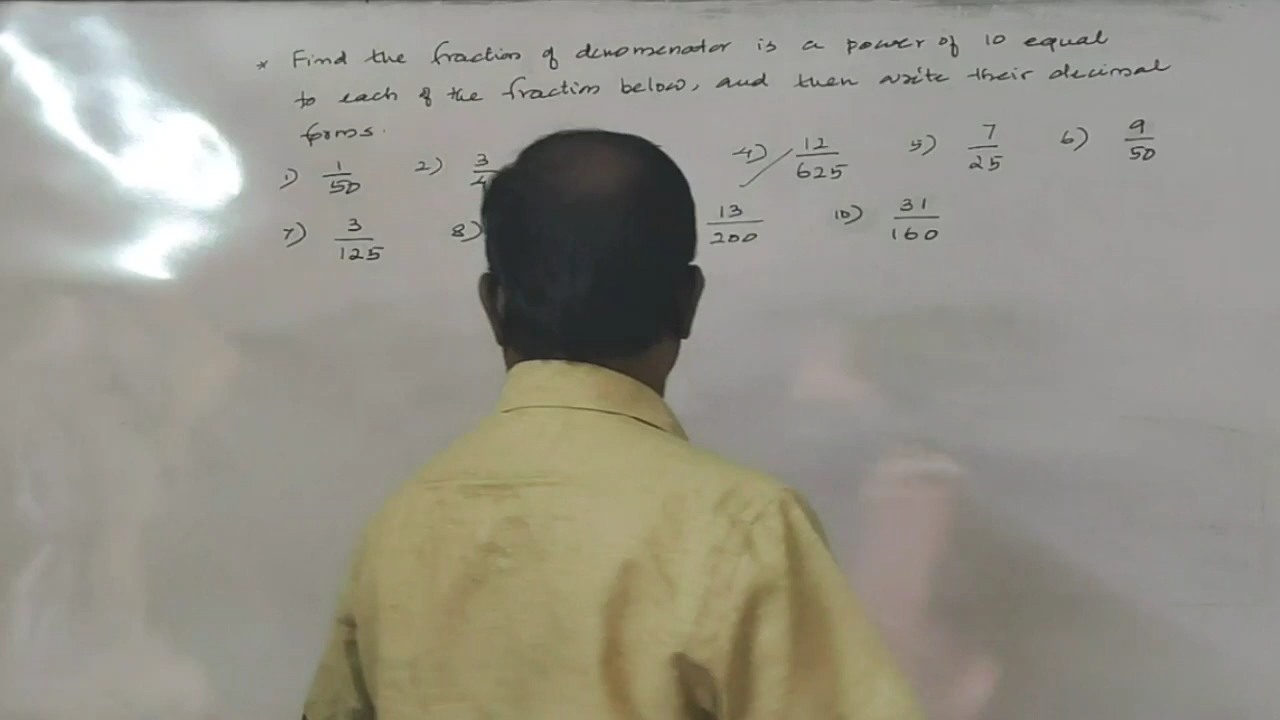 * Find the fraction of denomenator is a power of 10 equal
to each of the fraction below, and then write their decimal
forms.
1) 1/50 2) 3/4 4) 12/625 5) 7/25 6) 9/50
7) 3/125 8) 13/200 10) 31/160